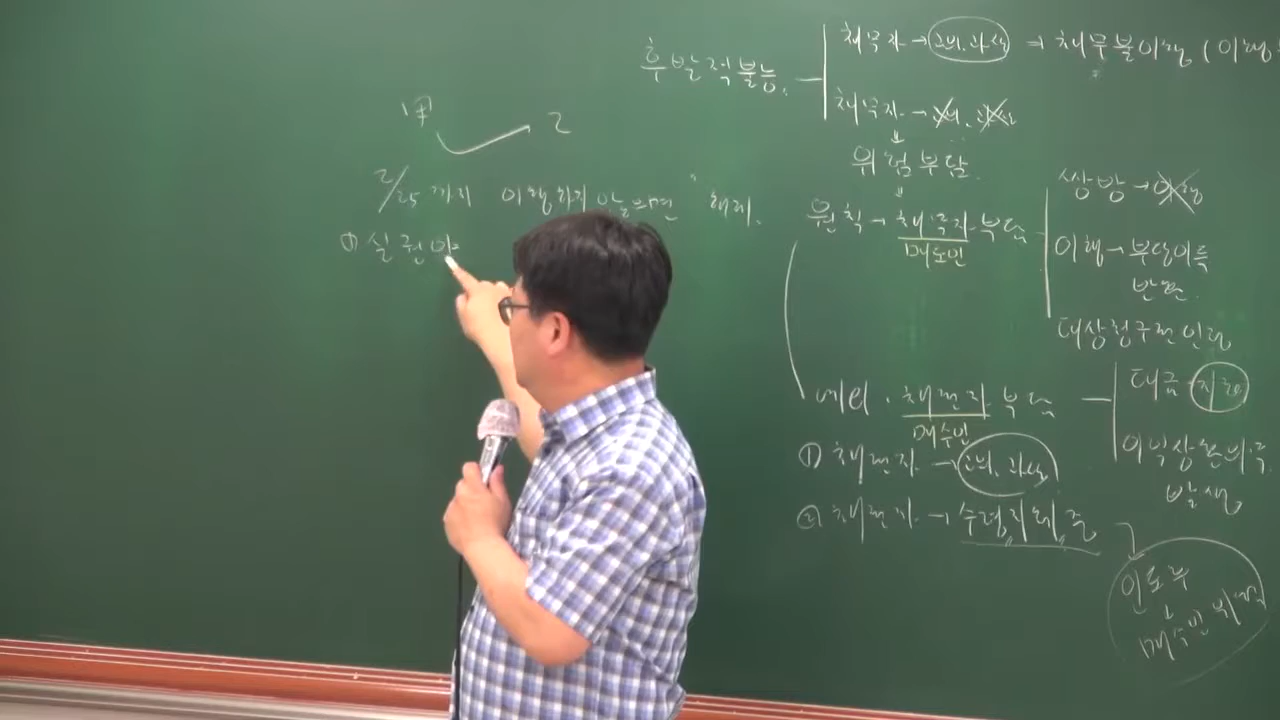 甲 乙
2/25까지 이행하지 않으면 " 해제.
① 실권약
후발적불능.
채무자 → 고의.과실 → 채무불이행 (이행
채무자 → 고의. 과실
↓
위험부담.
원칙 → 채무자 부담
매도인
쌍방 → 이행
이행 → 부당이득
반환.
대상청구권 인정
예외. 채권자 부담
매수인
대금 지급
이익상환의무
발생
① 채권자 → 고의. 과실
② 채권자 → 수령지체 중
인도 後
↓
매수인